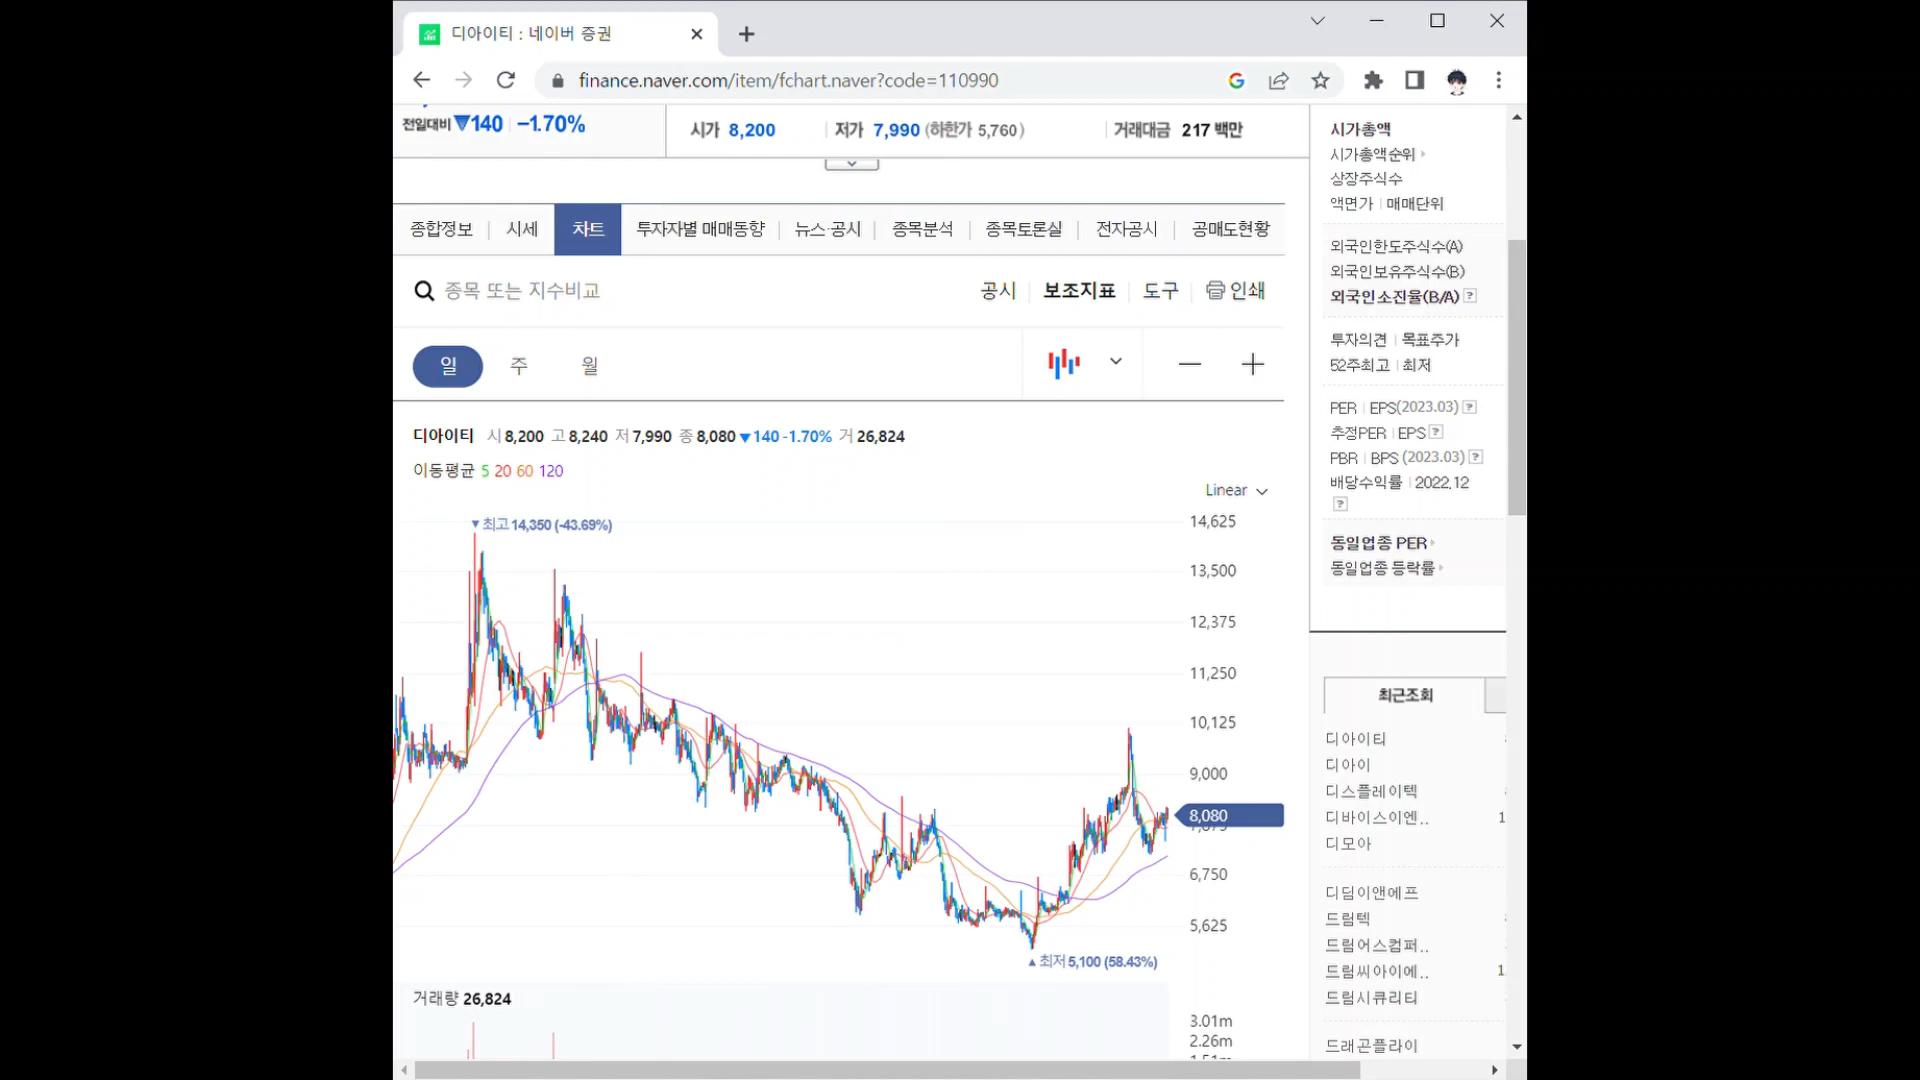 디아이티 : 네이버 증권
finance.naver.com/item/fchart.naver?code=110990
전일대비 ▼140 -1.70%
시가 8,200 저가 7,990 (하한가 5,760) 거래대금 217 백만
종합정보 시세 차트 투자자별 매매동향 뉴스·공시 종목분석 종목토론실 전자공시 공매도현황
종목 또는 지수비교 공시 보조지표 도구 인쇄
일 주 월
디아이티 시 8,200 고 8,240 저 7,990 종 8,080 ▼140 -1.70% 거 26,824
이동평균 5 20 60 120
Linear
▼최고 14,350 (-43.69%)
14,625
13,500
12,375
11,250
10,125
9,000
8,080
6,750
5,625
▲최저 5,100 (58.43%)
거래량 26,824
3.01m
2.26m
시가총액
시가총액순위
상장주식수
액면가 매매단위
외국인한도주식수(A)
외국인보유주식수(B)
외국인소진율(B/A) ?
투자의견 목표주가
52주최고 최저
PER EPS(2023.03) ?
추정PER EPS ?
PBR BPS (2023.03) ?
배당수익률 2022.12
?
동일업종 PER
동일업종 등락률
최근조회
디아이티
디아이
디스플레이텍
디바이스이엔.. 1
디모아
디딤이앤에프
드림텍
드림어스컴퍼..
드림씨아이에.. 1
드림시큐리티
드래곤플라이